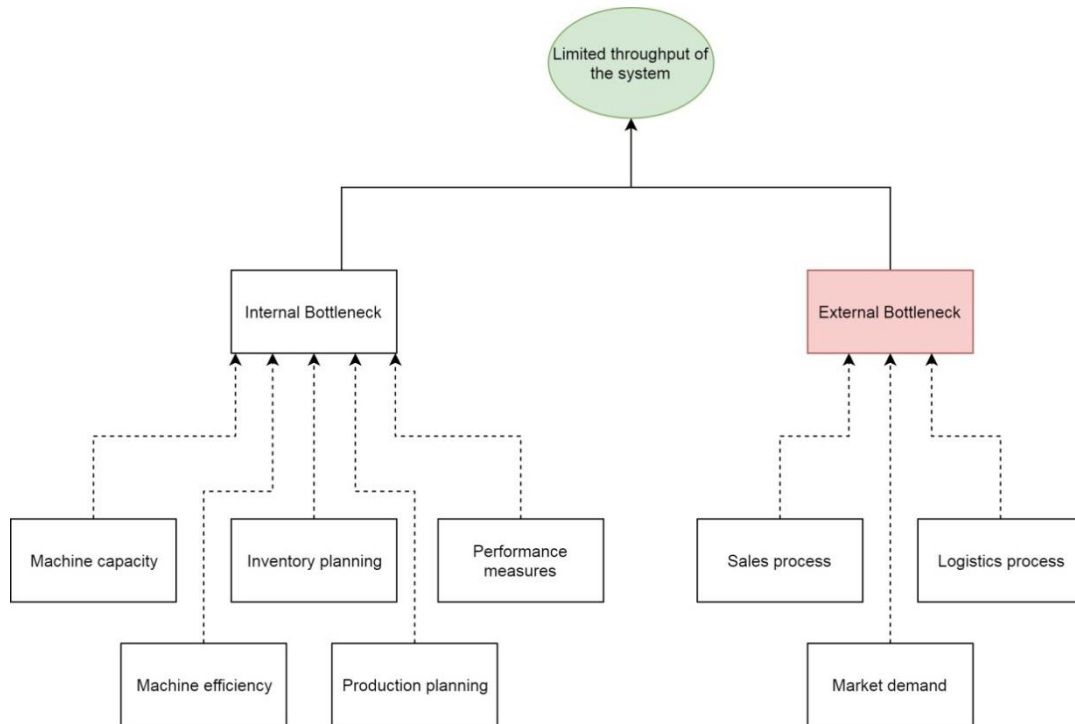 Limited throughput of
the system
Internal Bottleneck
External Bottleneck
Machine capacity
Inventory planning
Performance
measures
Sales process
Logistics process
Machine efficiency
Production planning
Market demand